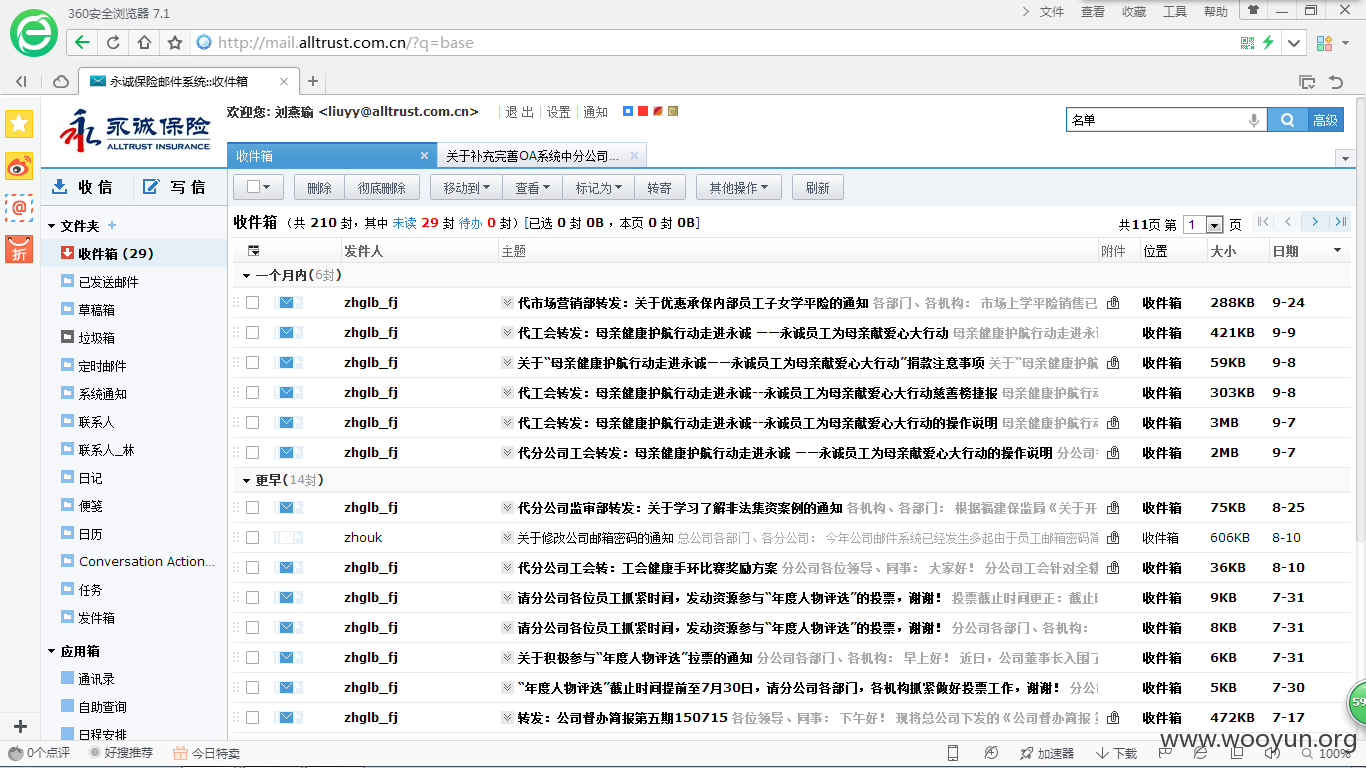 360安全浏览器 7.1
文件 查看 收藏 工具 帮助
http://mail.alltrust.com.cn/?q=base
永诚保险邮件系统::收件箱
永诚保险
ALLTRUST INSURANCE
欢迎您: 刘燕瑜 <liuyy@alltrust.com.cn> 退 出 设置 通知
名单 高级
收件箱 关于补充完善OA系统中分公司...
收 信 写 信
删除 彻底删除 移动到 查看 标记为 转寄 其他操作 刷新
文件夹 +
收件箱 (29)
已发送邮件
草稿箱
垃圾箱
定时邮件
系统通知
联系人
联系人_林
日记
便笺
日历
Conversation Action...
任务
发件箱
应用箱
通讯录
自助查询
日程安排
收件箱 (共 210 封，其中 未读 29 封 待办 0 封) [已选 0 封 0B ，本页 0 封 0B]
共11页 第 1 页
发件人 主题 附件 位置 大小 日期
一个月内(6封)
zhglb_fj 代市场营销部转发：关于优惠承保内部员工子女学平险的通知 各部门、各机构： 市场上学平险销售已 收件箱 288KB 9-24
zhglb_fj 代工会转发：母亲健康护航行动走进永诚 ——永诚员工为母亲献爱心大行动 母亲健康护航行动走进永 收件箱 421KB 9-9
zhglb_fj 关于“母亲健康护航行动走进永诚——永诚员工为母亲献爱心大行动”捐款注意事项 关于“母亲健康护航 收件箱 59KB 9-8
zhglb_fj 代工会转发：母亲健康护航行动走进永诚--永诚员工为母亲献爱心大行动慈善榜捷报 母亲健康护航行 收件箱 303KB 9-8
zhglb_fj 代工会转发：母亲健康护航行动走进永诚--永诚员工为母亲献爱心大行动的操作说明 母亲健康护航行 收件箱 3MB 9-7
zhglb_fj 代分公司工会转发：母亲健康护航行动走进永诚 ——永诚员工为母亲献爱心大行动的操作说明 分公司 收件箱 2MB 9-7
更早(14封)
zhglb_fj 代分公司监审部转发：关于学习了解非法集资案例的通知 各机构、各部门： 根据福建保监局《关于开 收件箱 75KB 8-25
zhouk 关于修改公司邮箱密码的通知 总公司各部门、各分公司： 今年公司邮件系统已经发生多起由于员工邮箱密码简 收件箱 606KB 8-10
zhglb_fj 代分公司工会转：工会健康手环比赛奖励方案 分公司各位领导、同事： 大家好！ 分公司工会针对全 收件箱 36KB 8-10
zhglb_fj 请分公司各位员工抓紧时间，发动资源参与“年度人物评选”的投票，谢谢！ 投票截止时间更正：截止 收件箱 9KB 7-31
zhglb_fj 请分公司各位员工抓紧时间，发动资源参与“年度人物评选”的投票，谢谢！ 分公司各部门、各机构： 收件箱 8KB 7-31
zhglb_fj 关于积极参与“年度人物评选”拉票的通知 分公司各部门、各机构： 早上好！ 近日，公司董事长入围了 收件箱 6KB 7-31
zhglb_fj “年度人物评选”截止时间提前至7月30日，请分公司各部门，各机构抓紧做好投票工作，谢谢！ 分公 收件箱 5KB 7-30
zhglb_fj 转发：公司督办简报第五期150715 各位领导、同事： 下午好！ 现将总公司下发的《公司督办简报 收件箱 472KB 7-17
折
59
www.wooyun.org
0个点评 好搜推荐 今日特卖 加速器 下载 100%